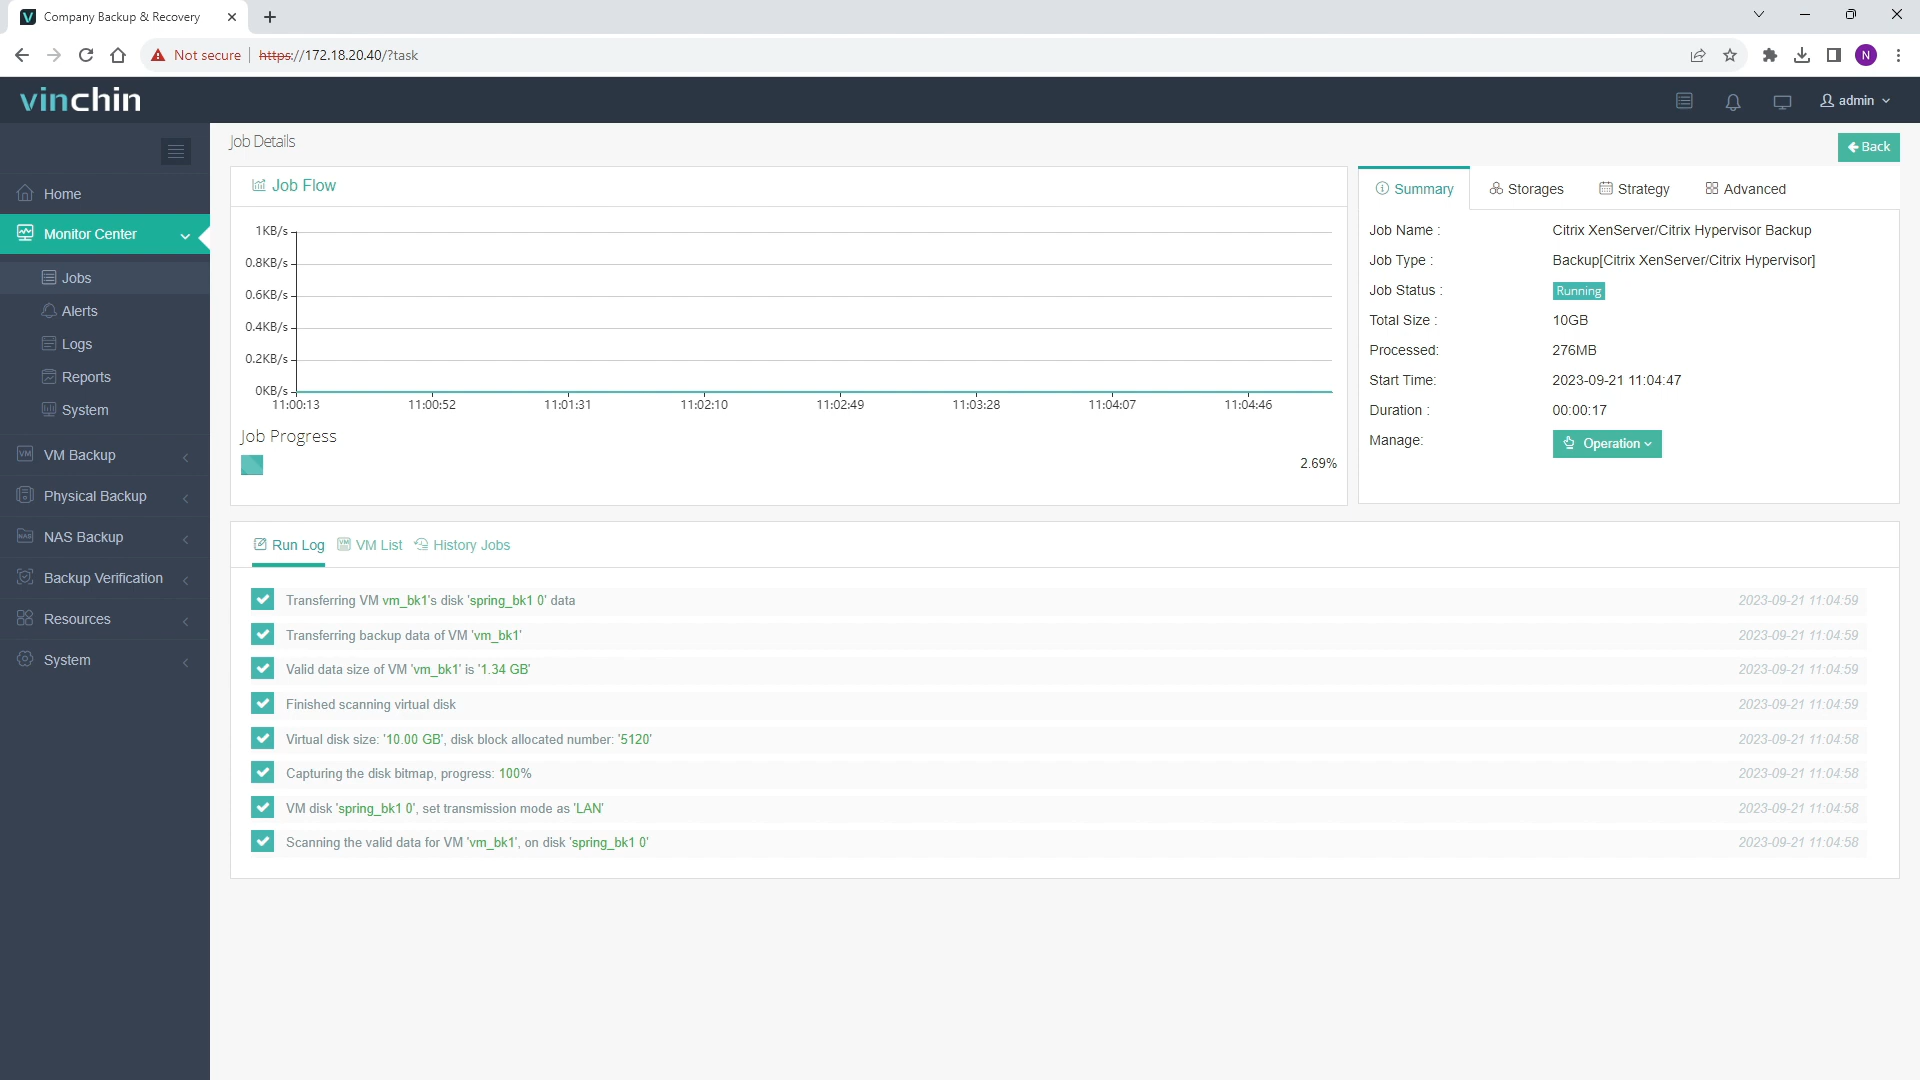 Company Backup & Recovery
Not secure https://172.18.20.40/?task
N
vinchin
admin
Job Details
Back
Home
Monitor Center
Jobs
Alerts
Logs
Reports
System
VM Backup
Physical Backup
NAS Backup
Backup Verification
Resources
System
Job Flow
1KB/s
0.8KB/s
0.6KB/s
0.4KB/s
0.2KB/s
0KB/s
11:00:13 11:00:52 11:01:31 11:02:10 11:02:49 11:03:28 11:04:07 11:04:46
Job Progress
2.69%
Summary Storages Strategy Advanced
Job Name : Citrix XenServer/Citrix Hypervisor Backup
Job Type : Backup[Citrix XenServer/Citrix Hypervisor]
Job Status : Running
Total Size : 10GB
Processed: 276MB
Start Time: 2023-09-21 11:04:47
Duration : 00:00:17
Manage: Operation
Run Log VM List History Jobs
Transferring VM vm_bk1's disk 'spring_bk1 0' data 2023-09-21 11:04:59
Transferring backup data of VM 'vm_bk1' 2023-09-21 11:04:59
Valid data size of VM 'vm_bk1' is '1.34 GB' 2023-09-21 11:04:59
Finished scanning virtual disk 2023-09-21 11:04:59
Virtual disk size: '10.00 GB', disk block allocated number: '5120' 2023-09-21 11:04:58
Capturing the disk bitmap, progress: 100% 2023-09-21 11:04:58
VM disk 'spring_bk1 0', set transmission mode as 'LAN' 2023-09-21 11:04:58
Scanning the valid data for VM 'vm_bk1', on disk 'spring_bk1 0' 2023-09-21 11:04:58